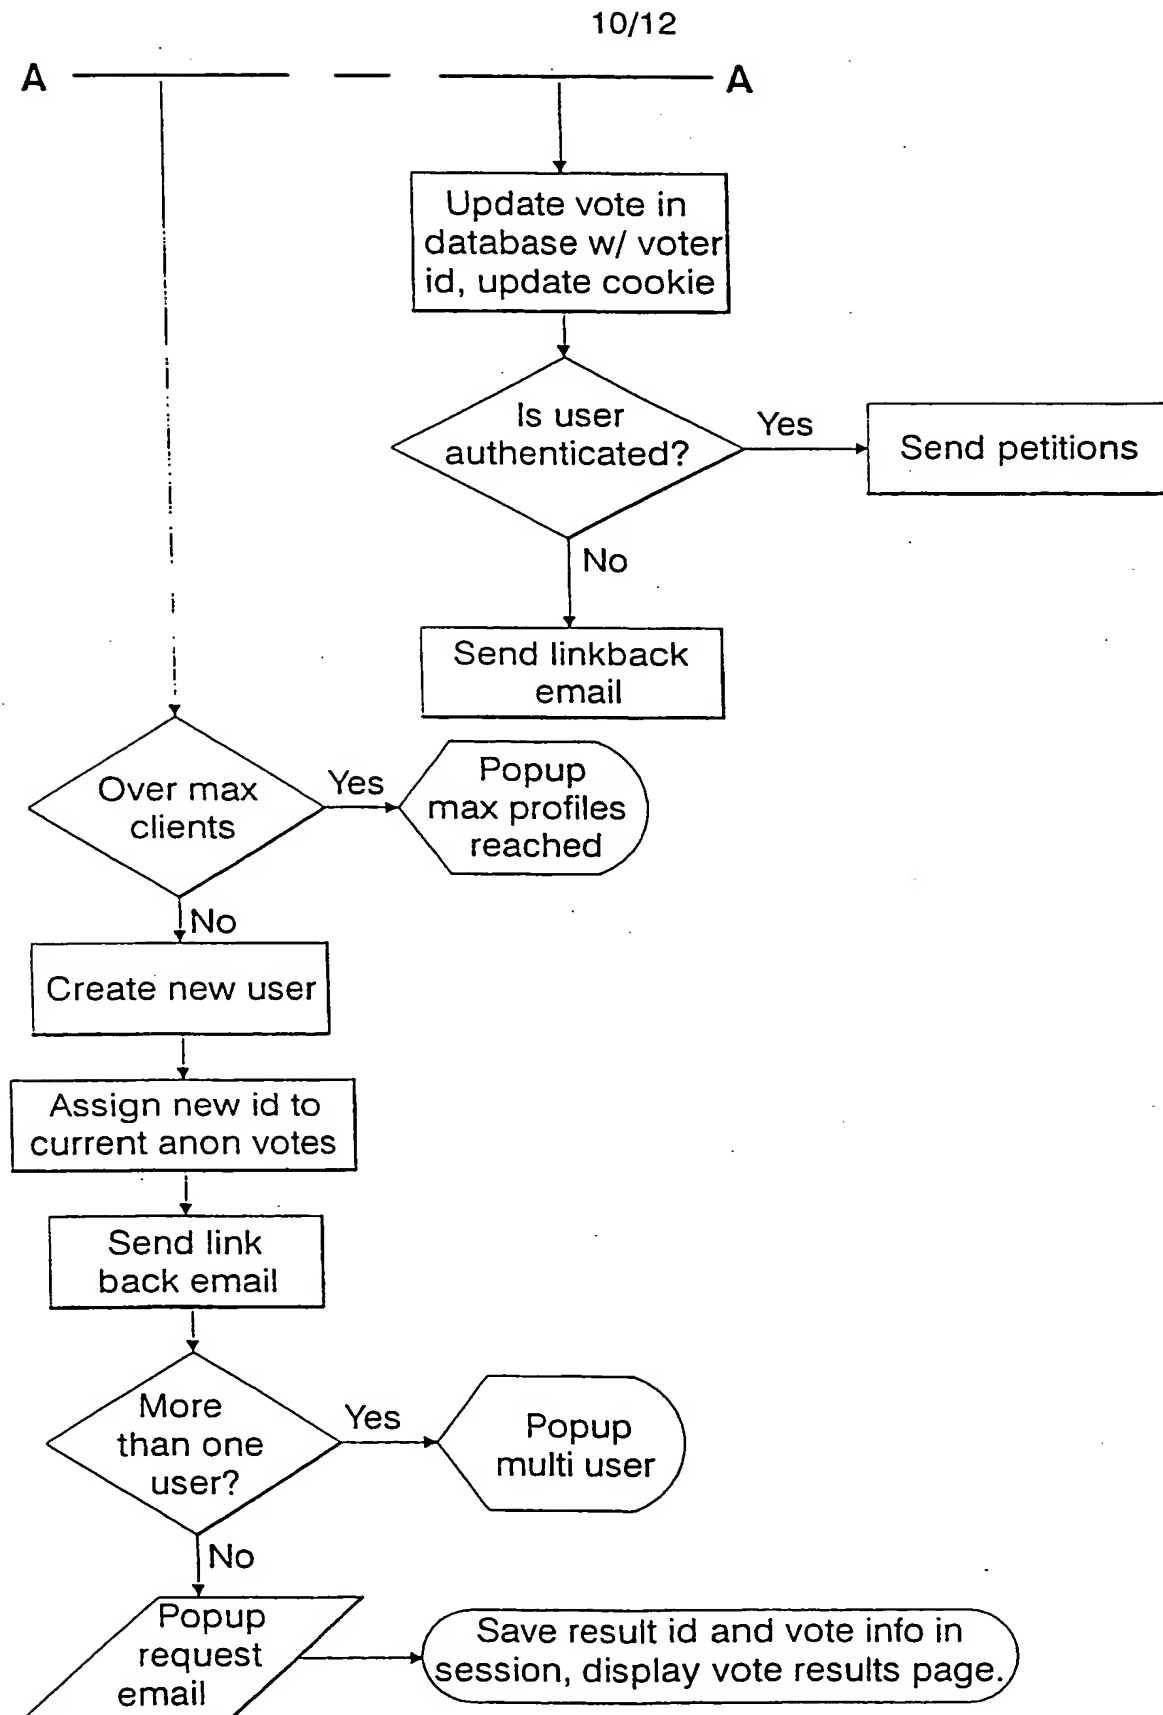 10/12
A
A
Update vote in
database w/ voter
id, update cookie
Is user
authenticated?
Yes
Send petitions
No
Send linkback
email
Over max
clients
Yes
Popup
max profiles
reached
No
Create new user
Assign new id to
current anon votes
Send link
back email
More
than one
user?
Yes
Popup
multi user
No
Popup
request
email
Save result id and vote info in
session, display vote results page.